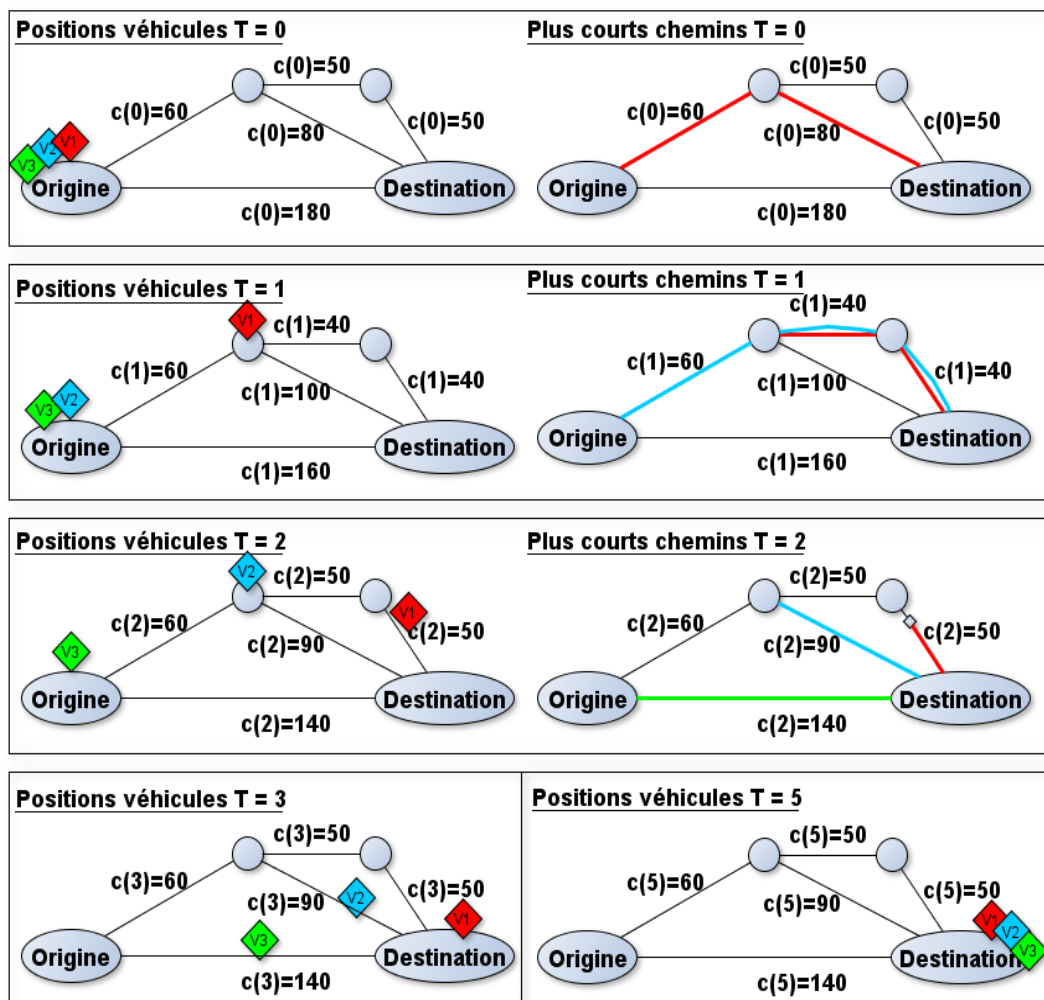 Positions véhicules T = 0
c(0)=50
c(0)=60
c(0)=80
c(0)=50
V1
V2
V3
Origine
Destination
c(0)=180
Plus courts chemins T = 0
c(0)=50
c(0)=60
c(0)=80
c(0)=50
Origine
Destination
c(0)=180
Positions véhicules T = 1
V1
c(1)=40
c(1)=60
c(1)=100
c(1)=40
V3
V2
Origine
Destination
c(1)=160
Plus courts chemins T = 1
c(1)=40
c(1)=60
c(1)=100
c(1)=40
Origine
Destination
c(1)=160
Positions véhicules T = 2
V2
c(2)=50
V1
c(2)=60
c(2)=90
c(2)=50
V3
Origine
Destination
c(2)=140
Plus courts chemins T = 2
c(2)=50
c(2)=60
c(2)=90
c(2)=50
Origine
Destination
c(2)=140
Positions véhicules T = 3
c(3)=50
c(3)=60
c(3)=90
V2
c(3)=50
V1
V3
Origine
Destination
c(3)=140
Positions véhicules T = 5
c(5)=50
c(5)=60
c(5)=90
c(5)=50
V1
V2
V3
Origine
Destination
c(5)=140